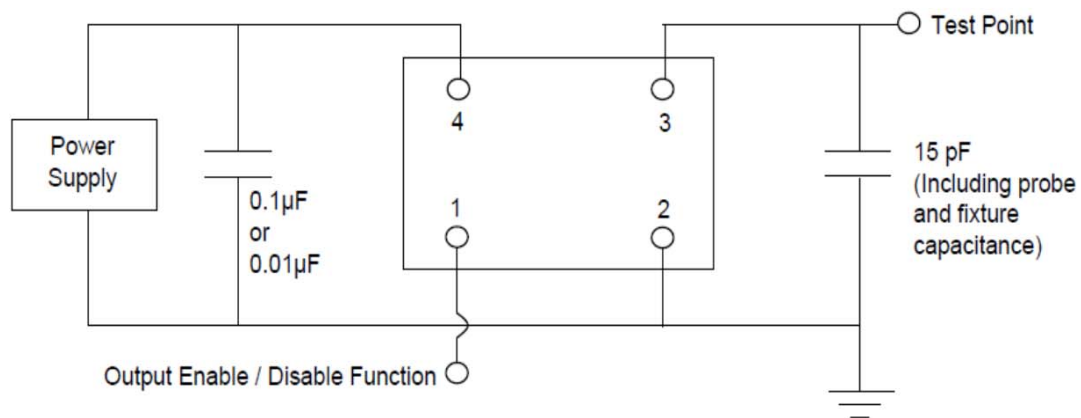 Test Point
4
3
Power
Supply
0.1µF
or
0.01µF
1
2
15 pF
(Including probe
and fixture
capacitance)
Output Enable / Disable Function